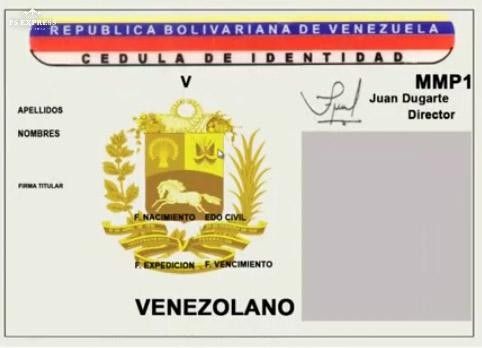 PS EXPRESS
REPUBLICA BOLIVARIANA DE VENEZUELA
CEDULA DE IDENTIDAD
V
MMP1
Juan Dugarte
Director
APELLIDOS
NOMBRES
FIRMA TITULAR
F. NACIMIENTO EDO CIVIL
F. EXPEDICION F. VENCIMIENTO
VENEZOLANO